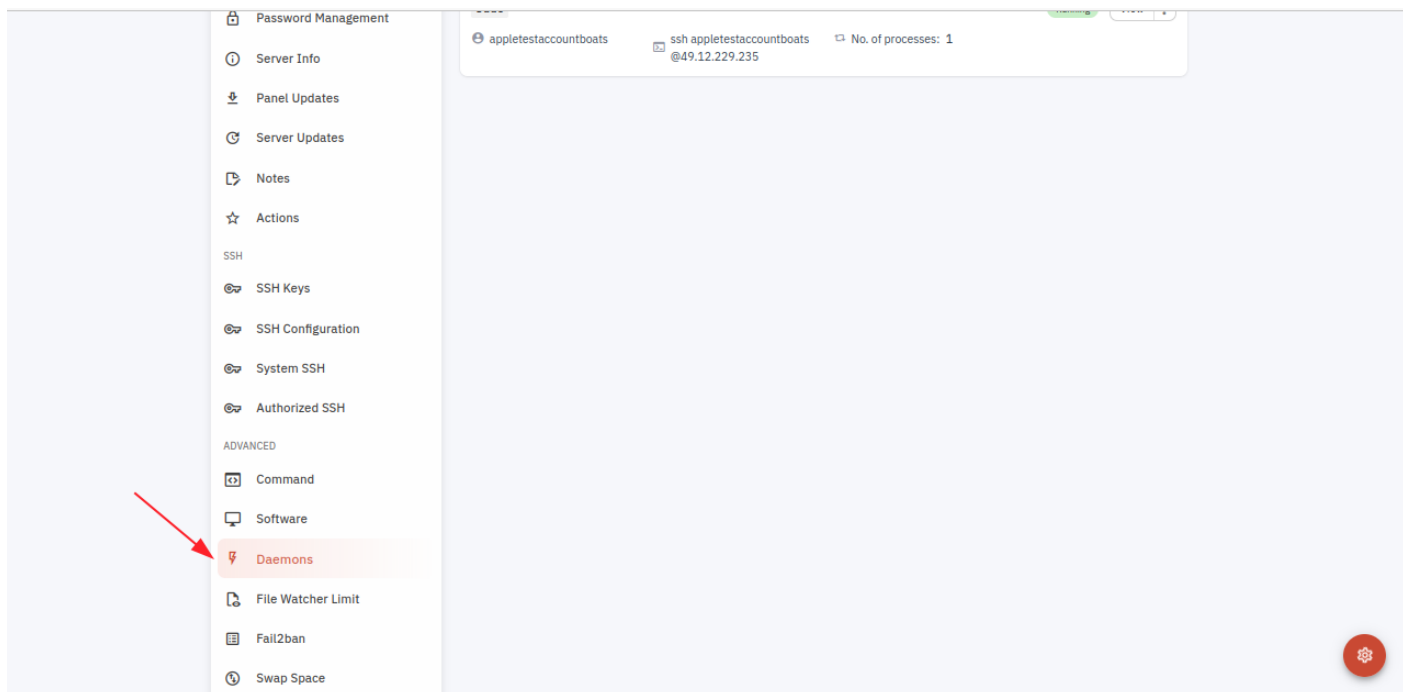 Password Management
Server Info
Panel Updates
Server Updates
Notes
Actions
SSH
SSH Keys
SSH Configuration
System SSH
Authorized SSH
ADVANCED
Command
Software
Daemons
File Watcher Limit
Fail2ban
Swap Space
Running
View
appletestaccountboats
ssh appletestaccountboats
@49.12.229.235
No. of processes: 1